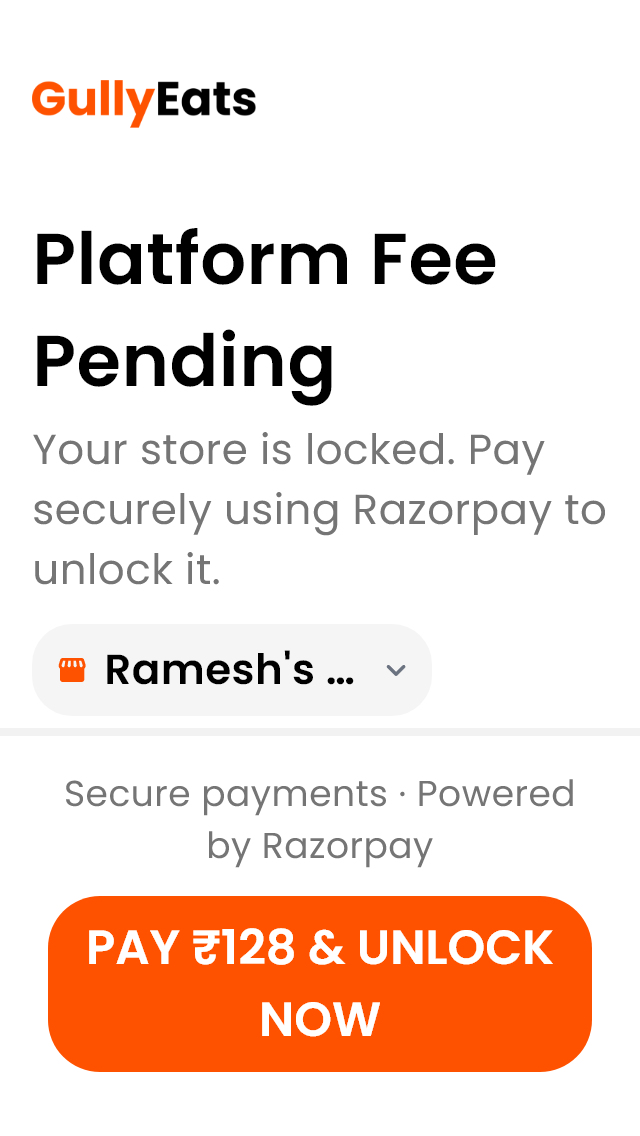 GullyEats
Platform Fee
Pending
Your store is locked. Pay
securely using Razorpay to
unlock it.
Ramesh's ...
Secure payments · Powered
by Razorpay
PAY ₹128 & UNLOCK
NOW